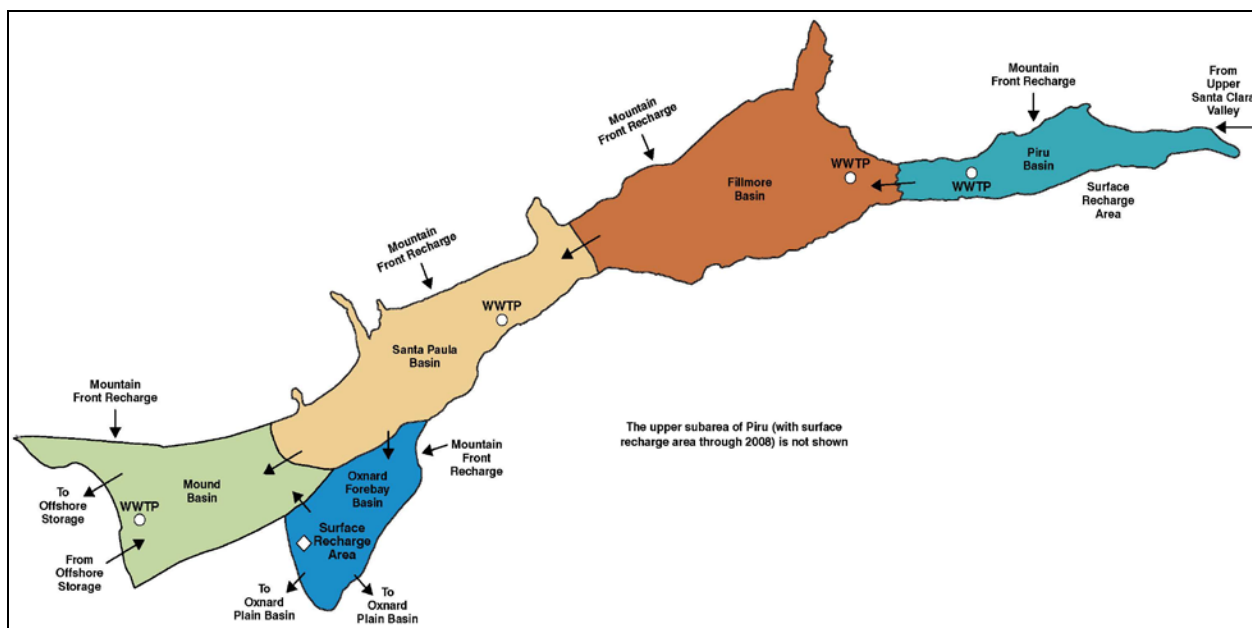 Mountain
Front Recharge
From
Upper
Santa Clara
Valley
Mountain
Front Recharge
Piru
Basin
WWTP
WWTP
Surface
Recharge
Area
Fillmore
Basin
Mountain
Front Recharge
WWTP
Santa Paula
Basin
Mountain
Front Recharge
The upper subarea of Piru (with surface
recharge area through 2008) is not shown
Mountain
Front
Recharge
Oxnard
Forebay
Basin
Mound
Basin
To
Offshore
Storage
WWTP
Surface
Recharge
Area
From
Offshore
Storage
To
Oxnard
Plain Basin
To
Oxnard
Plain Basin